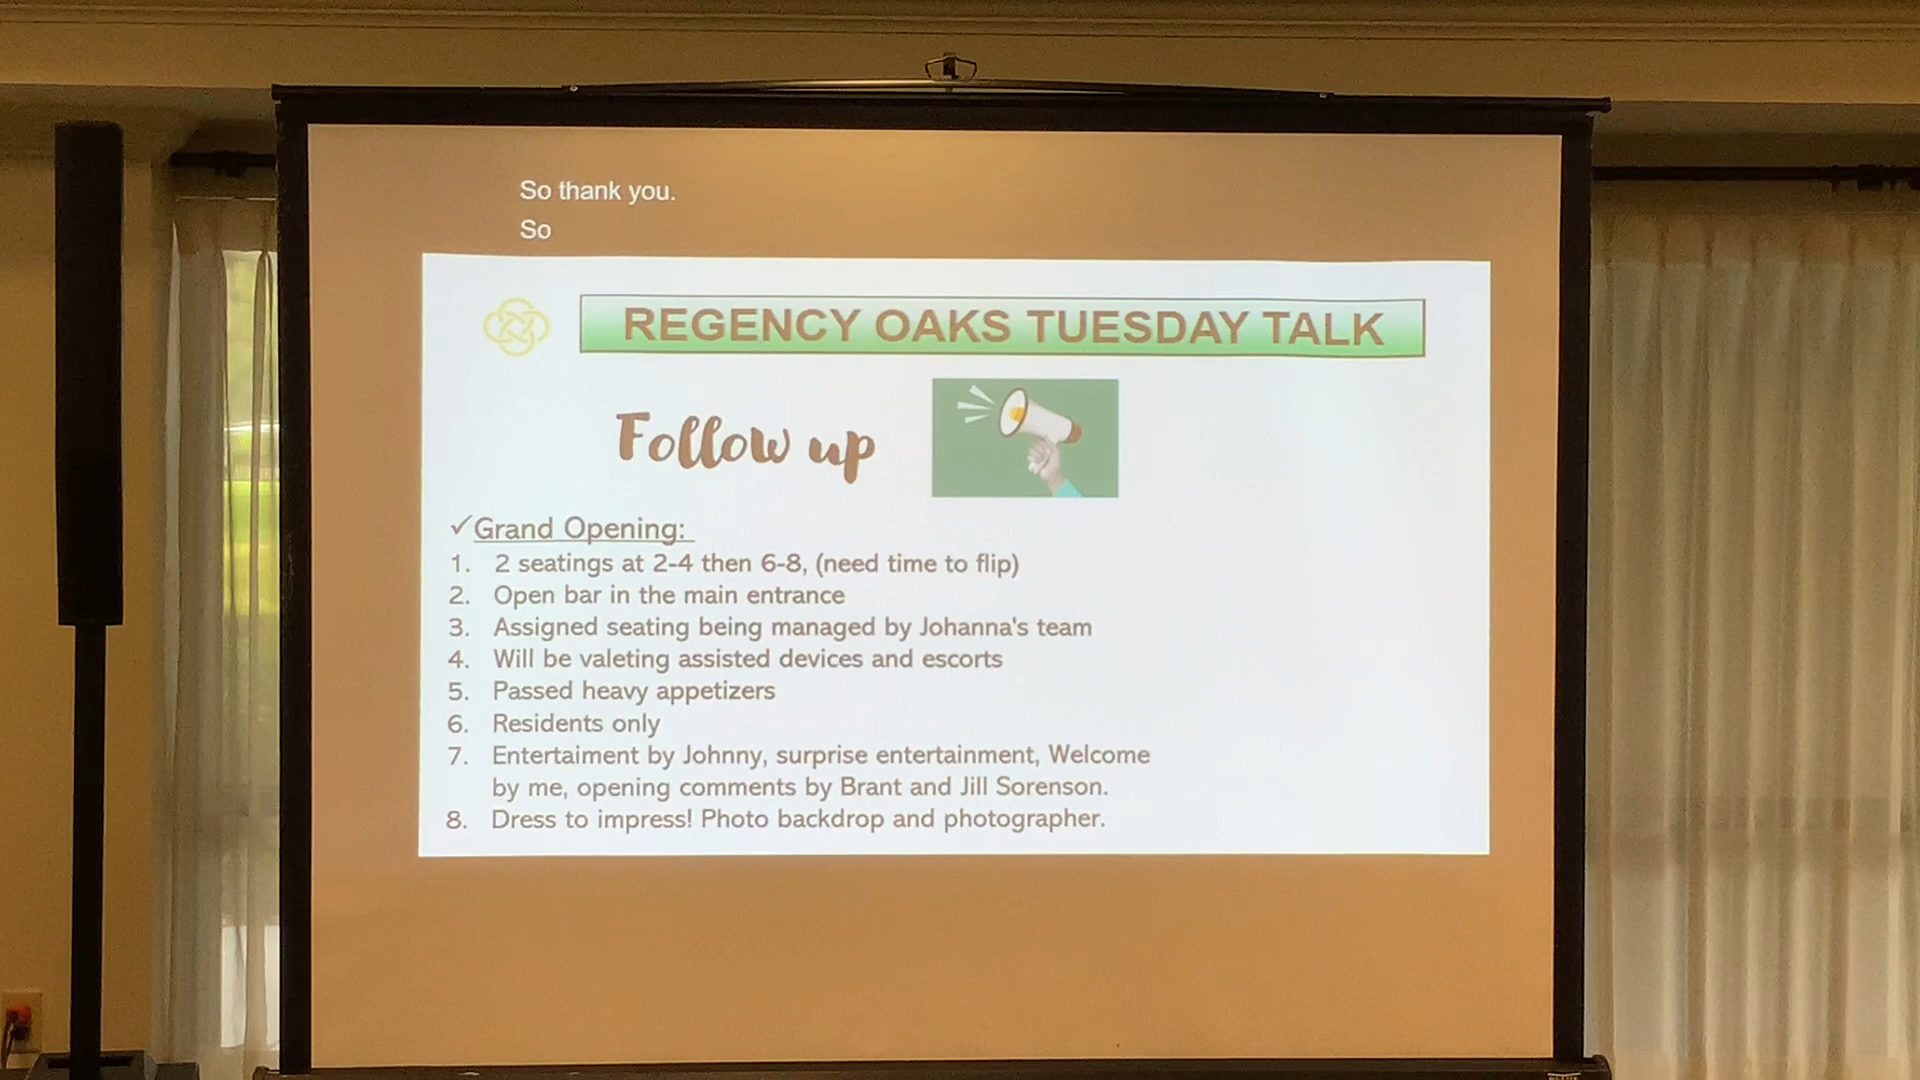 So thank you.
So
REGENCY OAKS TUESDAY TALK
Follow up
✓Grand Opening:
1. 2 seatings at 2-4 then 6-8, (need time to flip)
2. Open bar in the main entrance
3. Assigned seating being managed by Johanna's team
4. Will be valeting assisted devices and escorts
5. Passed heavy appetizers
6. Residents only
7. Entertaiment by Johnny, surprise entertainment, Welcome
by me, opening comments by Brant and Jill Sorenson.
8. Dress to impress! Photo backdrop and photographer.